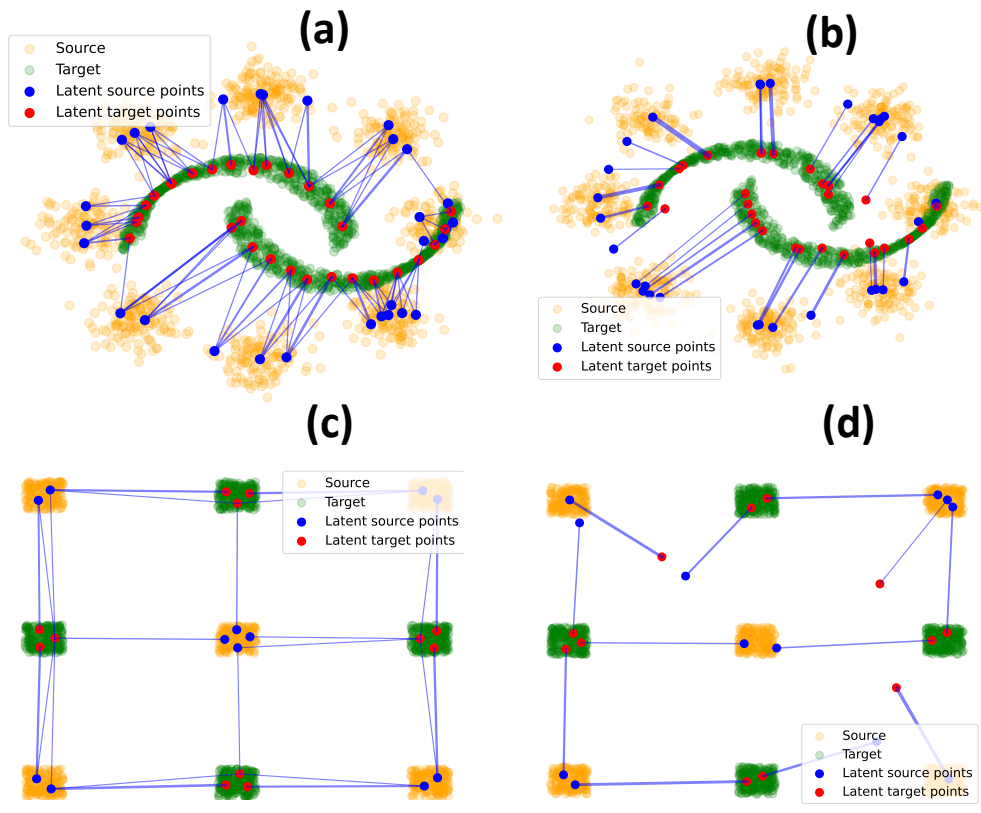 (a)
Source
Target
Latent source points
Latent target points
(b)
Source
Target
Latent source points
Latent target points
(c)
Source
Target
Latent source points
Latent target points
(d)
Source
Target
Latent source points
Latent target points